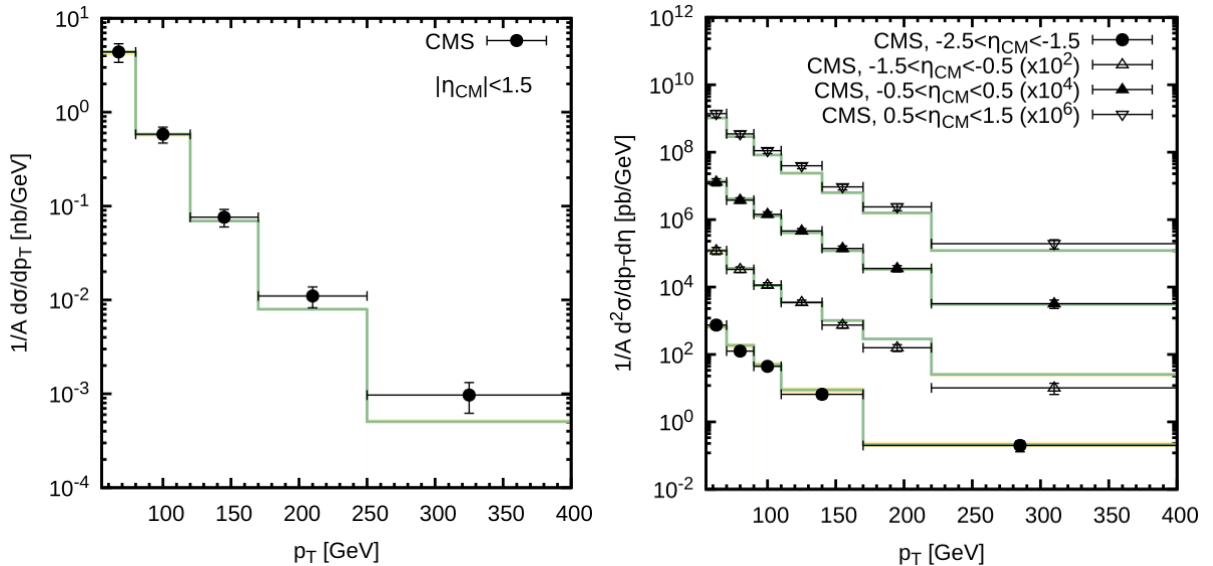 10^1
10^0
10^-1
10^-2
10^-3
10^-4
1/A dσ/dp_T [nb/GeV]
CMS
|η_CM|<1.5
100 150 200 250 300 350 400
p_T [GeV]
10^12
10^10
10^8
10^6
10^4
10^2
10^0
10^-2
1/A d^2σ/dp_Tdη [pb/GeV]
CMS, -2.5<η_CM<-1.5
CMS, -1.5<η_CM<-0.5 (x10^2)
CMS, -0.5<η_CM<0.5 (x10^4)
CMS, 0.5<η_CM<1.5 (x10^6)
100 150 200 250 300 350 400
p_T [GeV]